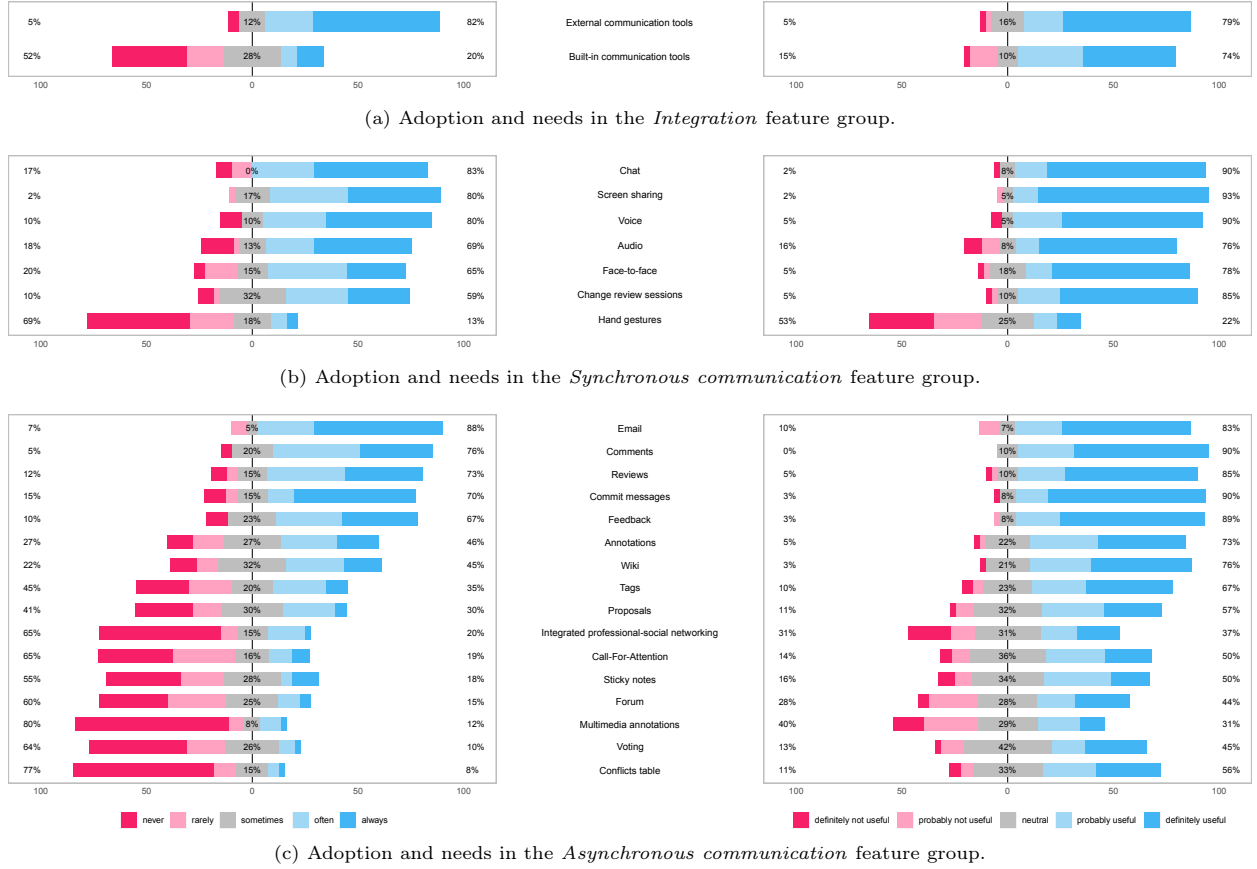 5% 12% 82% External communication tools 5% 16% 79%
52% 28% 20% Built-in communication tools 15% 10% 74%
100 50 0 50 100 100 50 0 50 100
(a) Adoption and needs in the Integration feature group.
17% 0% 83% Chat 2% 8% 90%
2% 17% 80% Screen sharing 2% 5% 93%
10% 10% 80% Voice 5% 5% 90%
18% 13% 69% Audio 16% 8% 76%
20% 15% 65% Face-to-face 5% 18% 78%
10% 32% 59% Change review sessions 5% 10% 85%
69% 18% 13% Hand gestures 53% 25% 22%
100 50 0 50 100 100 50 0 50 100
(b) Adoption and needs in the Synchronous communication feature group.
7% 5% 88% Email 10% 7% 83%
5% 20% 76% Comments 0% 10% 90%
12% 15% 73% Reviews 5% 10% 85%
15% 15% 70% Commit messages 3% 8% 90%
10% 23% 67% Feedback 3% 8% 89%
27% 27% 46% Annotations 5% 22% 73%
22% 32% 45% Wiki 3% 21% 76%
45% 20% 35% Tags 10% 23% 67%
41% 30% 30% Proposals 11% 32% 57%
65% 15% 20% Integrated professional-social networking 31% 31% 37%
65% 16% 19% Call-For-Attention 14% 36% 50%
55% 28% 18% Sticky notes 16% 34% 50%
60% 25% 15% Forum 28% 28% 44%
80% 8% 12% Multimedia annotations 40% 29% 31%
64% 26% 10% Voting 13% 42% 45%
77% 15% 8% Conflicts table 11% 33% 56%
100 50 0 50 100 100 50 0 50 100
never rarely sometimes often always definitely not useful probably not useful neutral probably useful definitely useful
(c) Adoption and needs in the Asynchronous communication feature group.